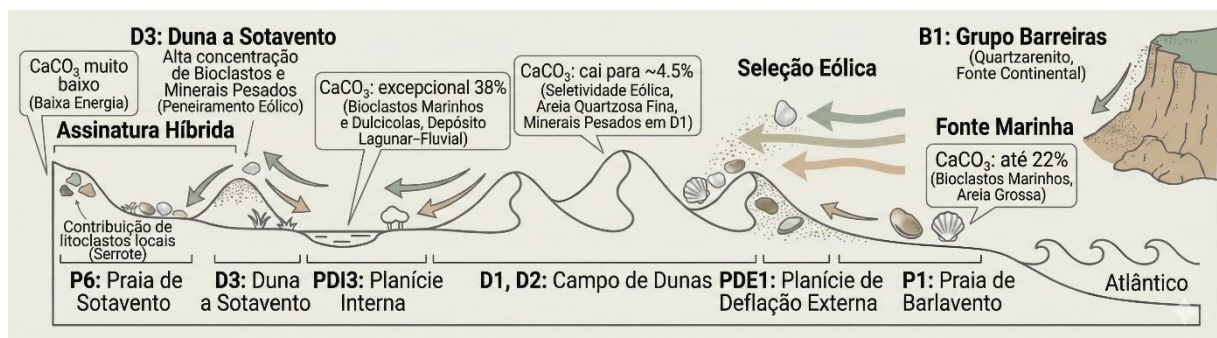 D3: Duna a Sotavento
Alta concentração
de Bioclastos e
Minerais Pesados
(Peneiramento Eólico)
CaCO₃ muito
baixo
(Baixa Energia)
Assinatura Híbrida
CaCO₃: excepcional 38%
(Bioclastos Marinhos
e Dulcicolas, Depósito
Lagunar–Fluvial)
CaCO₃: cai para ~4.5%
(Seletividade Eólica,
Areia Quartzosa Fina,
Minerais Pesados em D1)
Seleção Eólica
B1: Grupo Barreiras
(Quartzarenito,
Fonte Continental)
Fonte Marinha
CaCO₃: até 22%
(Bioclastos Marinhos,
Areia Grossa)
Contribuição de
litoclastos locais
(Serrote)
P6: Praia de
Sotavento
D3: Duna
a Sotavento
PDI3: Planície
Interna
D1, D2: Campo de Dunas
PDE1: Planície de
Deflação Externa
P1: Praia de
Barlavento
Atlântico